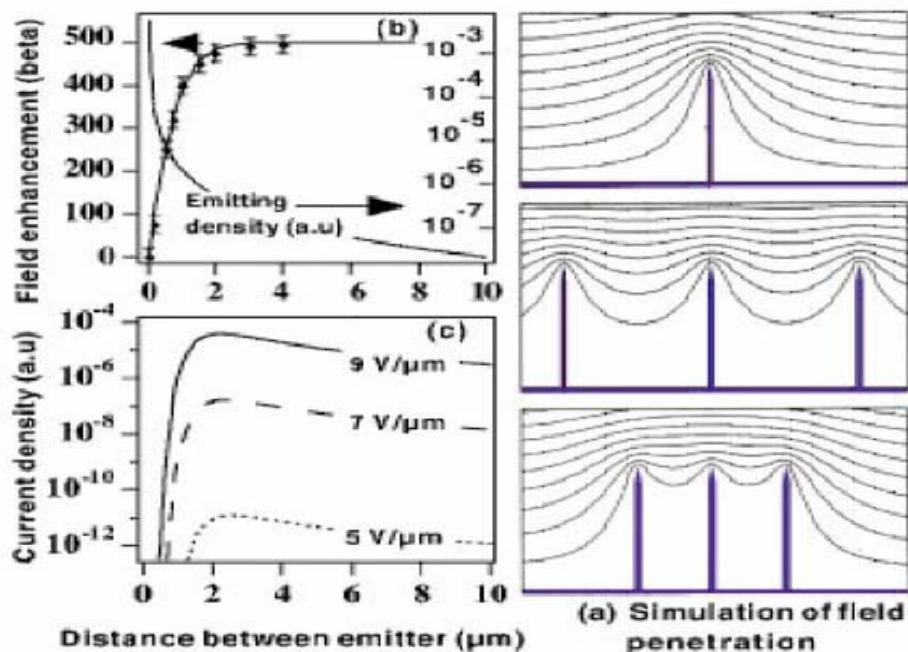 (b)
Field enhancement (beta)
500
400
300
200
100
0
10-3
10-4
10-5
10-6
10-7
Emitting
density (a.u)
0 2 4 6 8 10
(c)
Current density (a.u)
10-4
10-6
10-8
10-10
10-12
9 V/µm
7 V/µm
5 V/µm
0 2 4 6 8 10
Distance between emitter (µm)
(a) Simulation of field
penetration